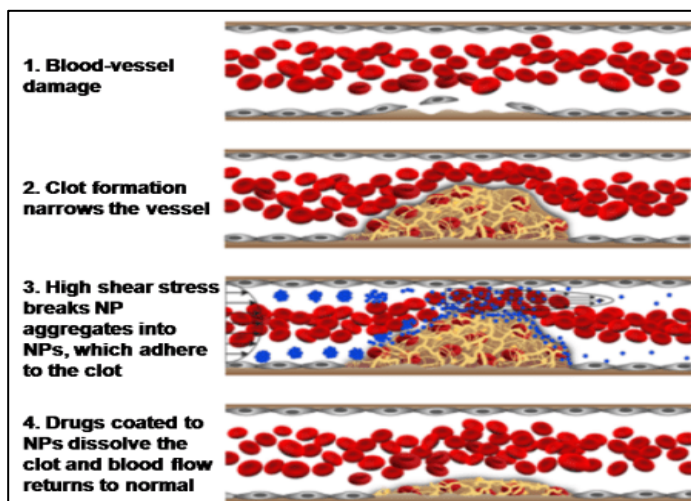 1. Blood-vessel
damage
2. Clot formation
narrows the vessel
3. High shear stress
breaks NP
aggregates into
NPs, which adhere
to the clot
4. Drugs coated to
NPs dissolve the
clot and blood flow
returns to normal